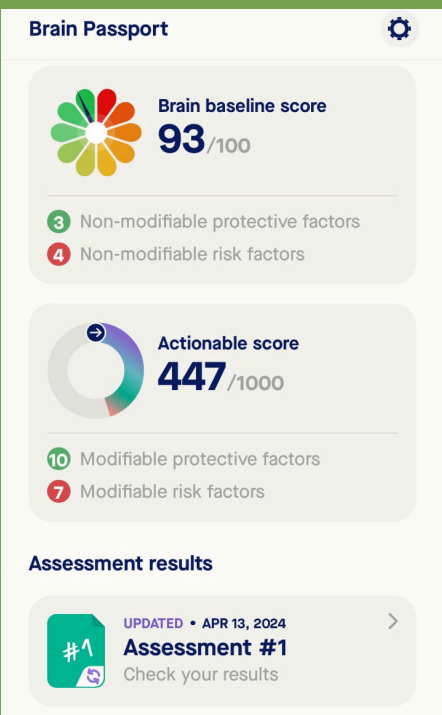 Brain Passport
Brain baseline score
93/100
3 Non-modifiable protective factors
4 Non-modifiable risk factors
Actionable score
447/1000
10 Modifiable protective factors
7 Modifiable risk factors
Assessment results
#1
UPDATED • APR 13, 2024
Assessment #1
Check your results